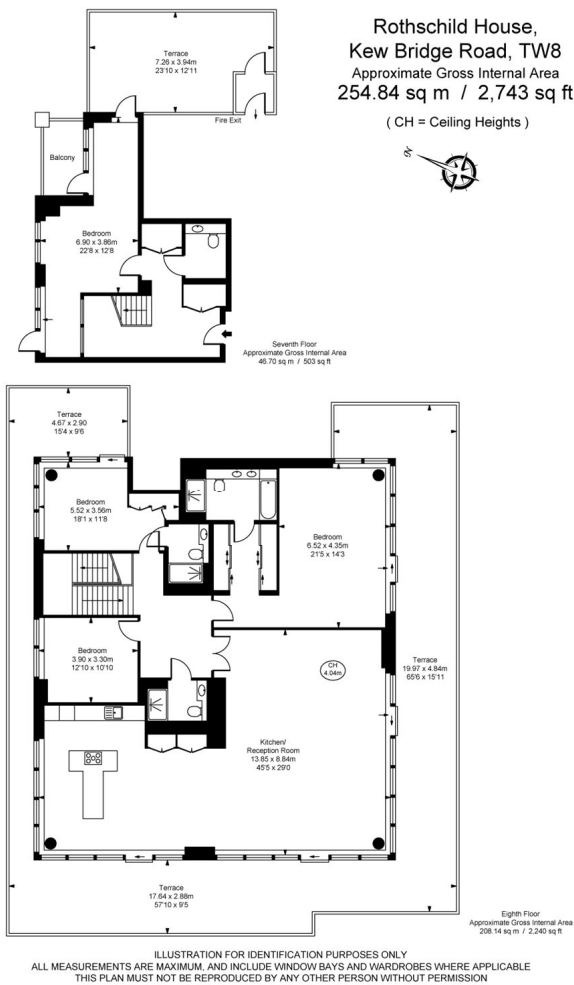 Rothschild House,
Kew Bridge Road, TW8
Approximate Gross Internal Area
254.84 sq m / 2,743 sq ft
( CH = Ceiling Heights )
N
Terrace
7.26 x 3.94m
23'10 x 12'11
Fire Exit
Balcony
Bedroom
6.90 x 3.86m
22'8 x 12'8
Seventh Floor
Approximate Gross Internal Area
46.70 sq m / 503 sq ft
Terrace
4.67 x 2.90
15'4 x 9'6
Bedroom
5.52 x 3.56m
18'1 x 11'8
Bedroom
6.52 x 4.35m
21'5 x 14'3
Bedroom
3.90 x 3.30m
12'10 x 10'10
CH
4.04m
Terrace
19.97 x 4.84m
65'6 x 15'11
Kitchen/
Reception Room
13.85 x 8.84m
45'5 x 29'0
Terrace
17.64 x 2.88m
57'10 x 9'5
Eighth Floor
Approximate Gross Internal Area
208.14 sq m / 2,240 sq ft
ILLUSTRATION FOR IDENTIFICATION PURPOSES ONLY
ALL MEASUREMENTS ARE MAXIMUM, AND INCLUDE WINDOW BAYS AND WARDROBES WHERE APPLICABLE
THIS PLAN MUST NOT BE REPRODUCED BY ANY OTHER PERSON WITHOUT PERMISSION